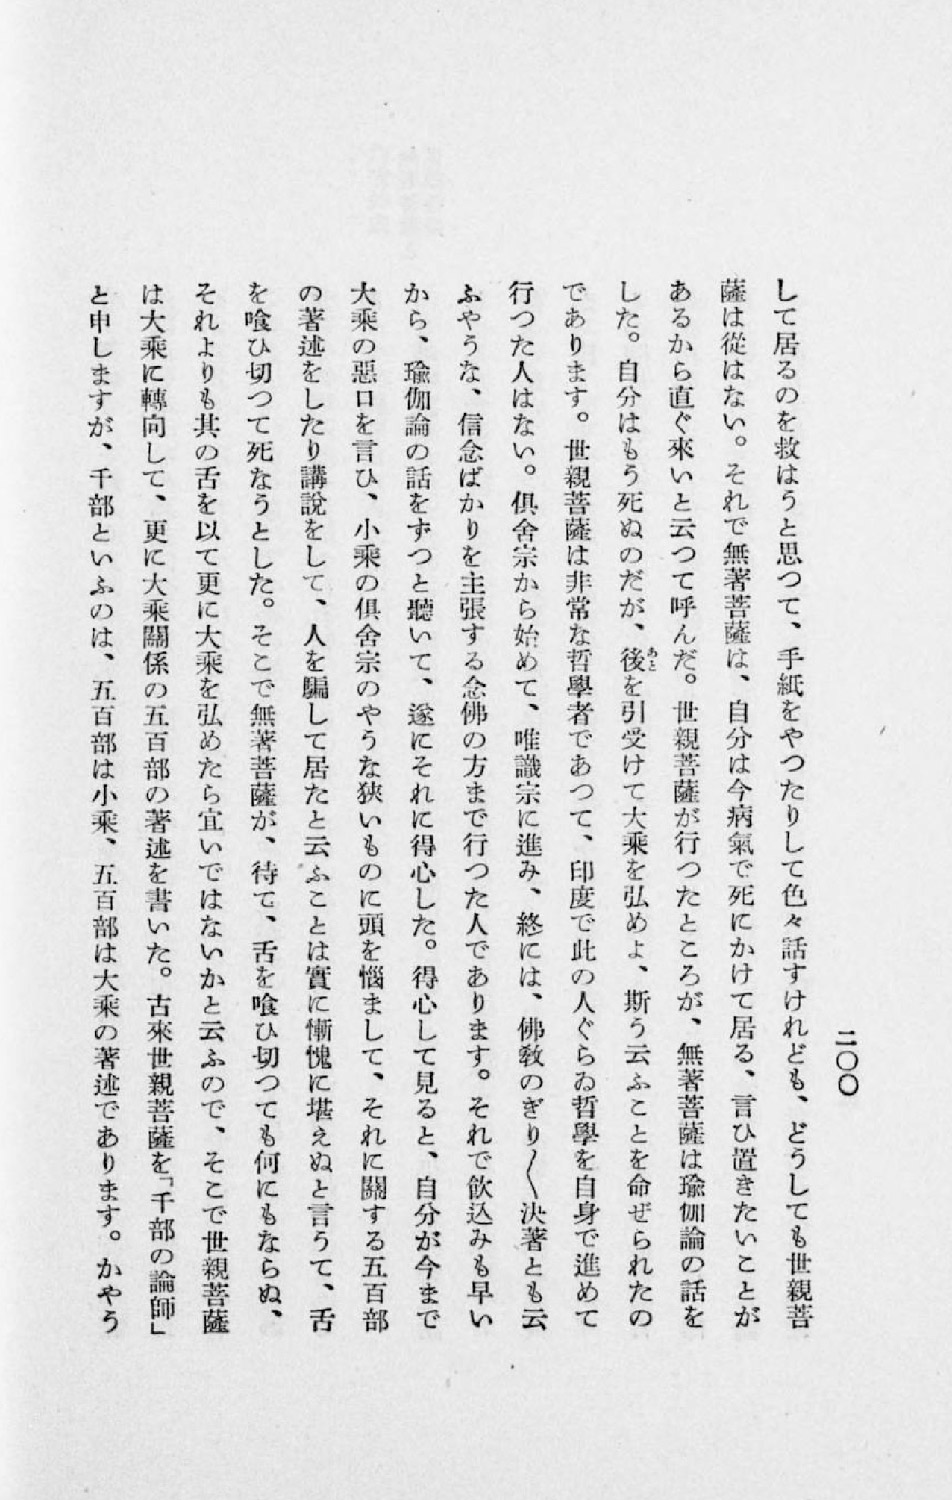 二〇〇
して居るのを救はうと思つて、手紙をやつたりして色々話すけれども、どうしても世親菩
薩は從はない。それで無著菩薩は、自分は今病氣で死にかけて居る、言ひ置きたいことが
あるから直ぐ來いと云つて呼んだ。世親菩薩が行つたところが、無著菩薩は瑜伽論の話を
した。自分はもう死ぬのだが、後を引受けて大乘を弘めよ、斯う云ふことを命ぜられたの
であります。世親菩薩は非常な哲學者であつて、印度で此の人ぐらゐ哲學を自身で進めて
行つた人はない。俱舍宗から始めて、唯識宗に進み、終には、佛敎のぎり〱決著とも云
ふやうな、信念ばかりを主張する念佛の方まで行つた人であります。それで飮込みも早い
から、瑜伽論の話をずつと聽いて、遂にそれに得心した。得心して見ると、自分が今まで
大乘の惡口を言ひ、小乘の俱舍宗のやうな狹いものに頭を惱まして、それに關する五百部
の著述をしたり講說をして、人を騙して居たと云ふことは實に慚愧に堪えぬと言うて、舌
を喰ひ切つて死なうとした。そこで無著菩薩が、待て、舌を喰ひ切つても何にもならぬ、
それよりも其の舌を以て更に大乘を弘めたら宜いではないかと云ふので、そこで世親菩薩
は大乘に轉向して、更に大乘關係の五百部の著述を書いた。古來世親菩薩を「千部の論師」
と申しますが、千部といふのは、五百部は小乘、五百部は大乘の著述であります。かやう